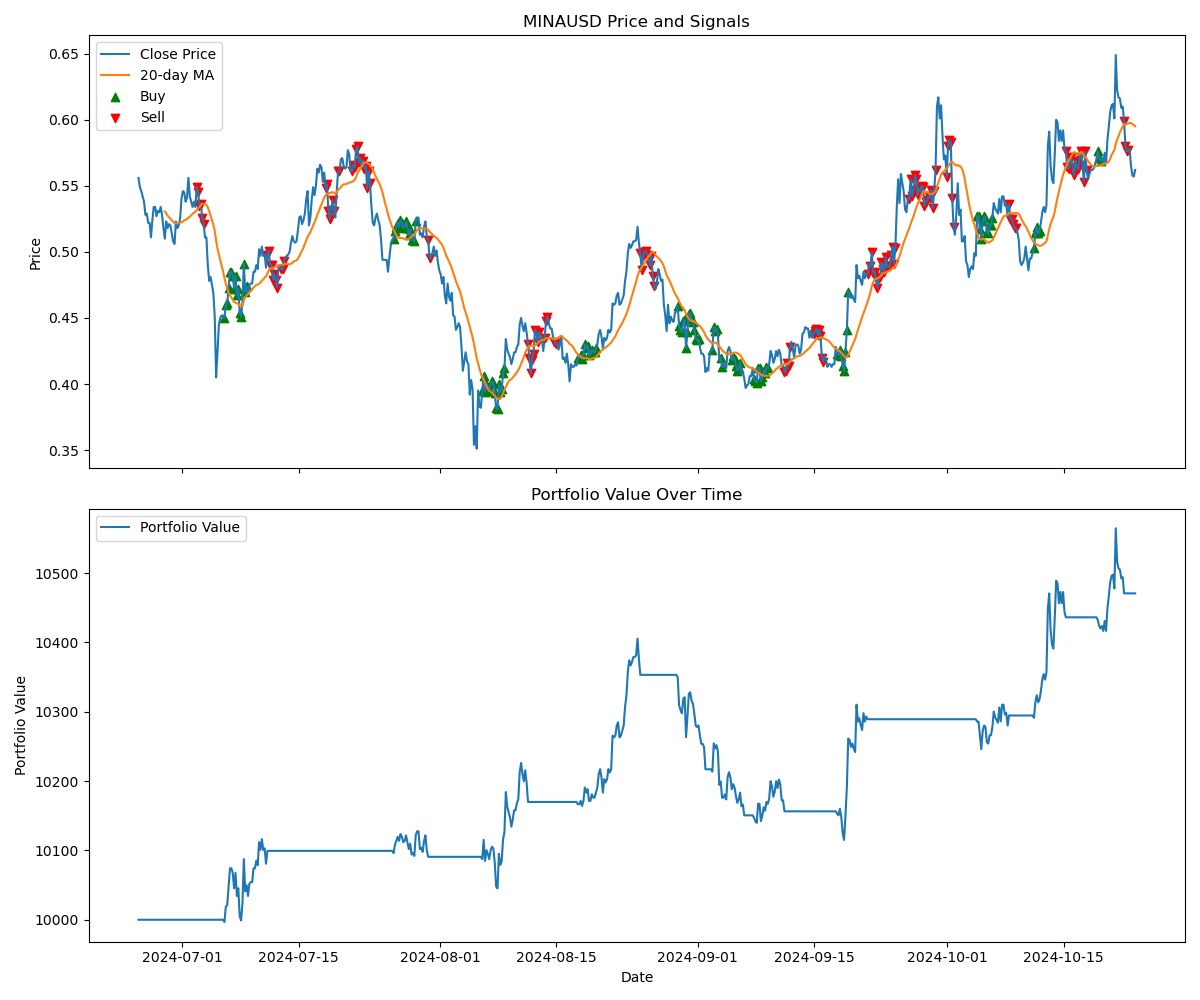 MINAUSD Price and Signals
Close Price
20-day MA
Buy
Sell
Price
0.65
0.60
0.55
0.50
0.45
0.40
0.35
Portfolio Value Over Time
Portfolio Value
Portfolio Value
10500
10400
10300
10200
10100
10000
2024-07-01 2024-07-15 2024-08-01 2024-08-15 2024-09-01 2024-09-15 2024-10-01 2024-10-15
Date